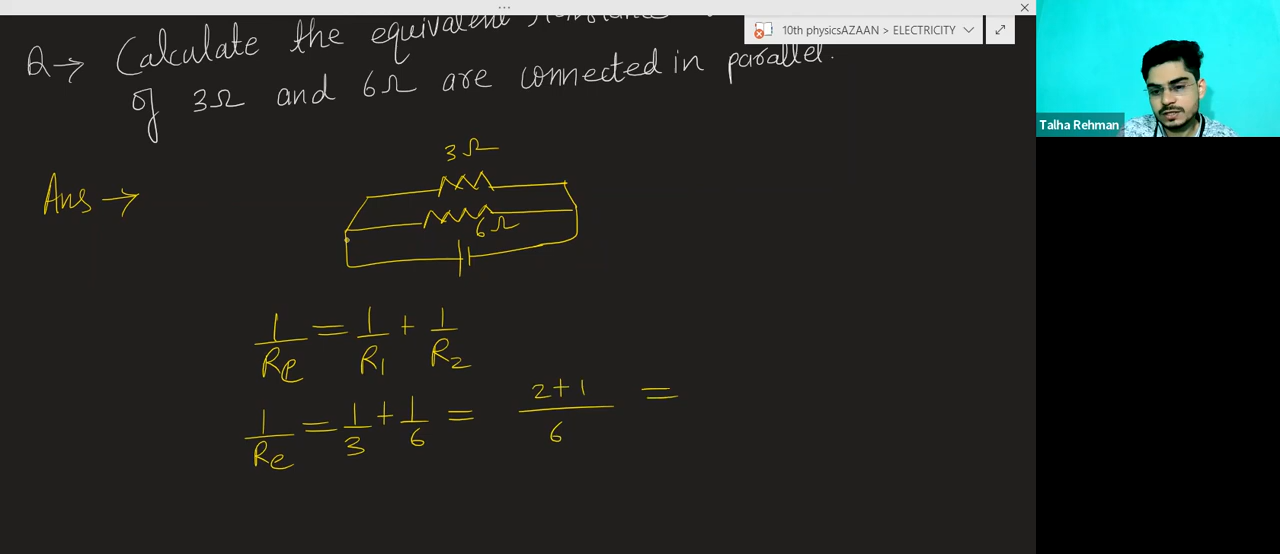 10th physicsAZAAN > ELECTRICITY
Talha Rehman
Q → Calculate the equivalent
of 3Ω and 6Ω are connected in parallel.
Ans →
3Ω
6Ω
1/Re = 1/R1 + 1/R2
1/Re = 1/3 + 1/6 = 2+1/6 =